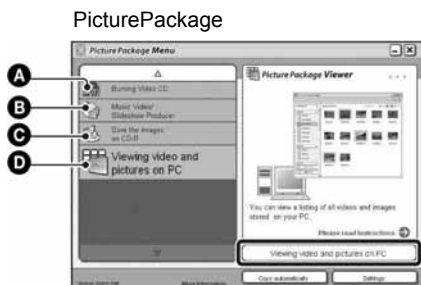 PicturePackage
Picture Package Menu
A
Burning Video CD
B
Music Video/
Slideshow Producer
C
Save the images
on CD-R
D
Viewing video and
pictures on PC
Picture Package Viewer
You can view a listing of all videos and images
stored on your PC.
Please read instructions
Viewing video and pictures on PC
Copy automatically
Settings